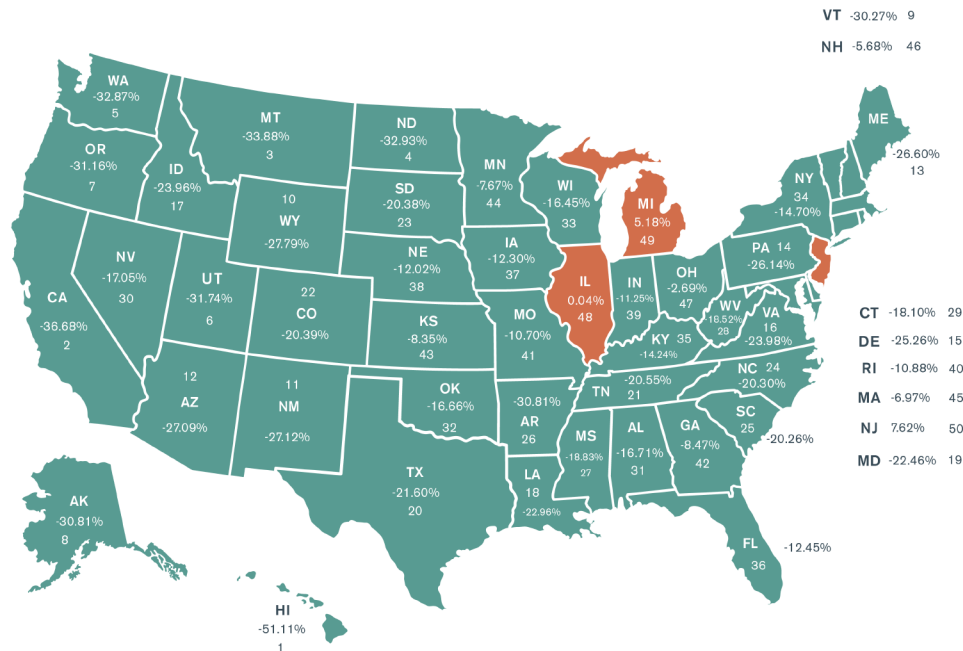 VT -30.27% 9
NH -5.68% 46
WA
-32.87%
5
OR
-31.16%
7
ID
-23.96%
17
MT
-33.88%
3
ND
-32.93%
4
SD
-20.38%
23
MN
-7.67%
44
WI
-16.45%
33
MI
5.18%
49
ME
-26.60%
13
NY
34
-14.70%
10
WY
-27.79%
NE
-12.02%
38
IA
-12.30%
37
IL
0.04%
48
IN
-11.25%
39
OH
-2.69%
47
PA 14
-26.14%
CA
-36.68%
2
NV
-17.05%
30
UT
-31.74%
6
22
CO
-20.39%
KS
-8.35%
43
MO
-10.70%
41
KY 35
-14.24%
WV
-18.52%
28
VA
16
-23.98%
CT -18.10% 29
DE -25.26% 15
RI -10.88% 40
MA -6.97% 45
NJ 7.62% 50
MD -22.46% 19
12
AZ
-27.09%
11
NM
-27.12%
OK
-16.66%
32
-30.81%
AR
26
TN -20.55%
21
NC 24
-20.30%
SC
25
-20.26%
TX
-21.60%
20
LA
18
-22.96%
MS
-18.83%
27
AL
-16.71%
31
GA
-8.47%
42
FL
36
-12.45%
AK
-30.81%
8
HI
-51.11%
1